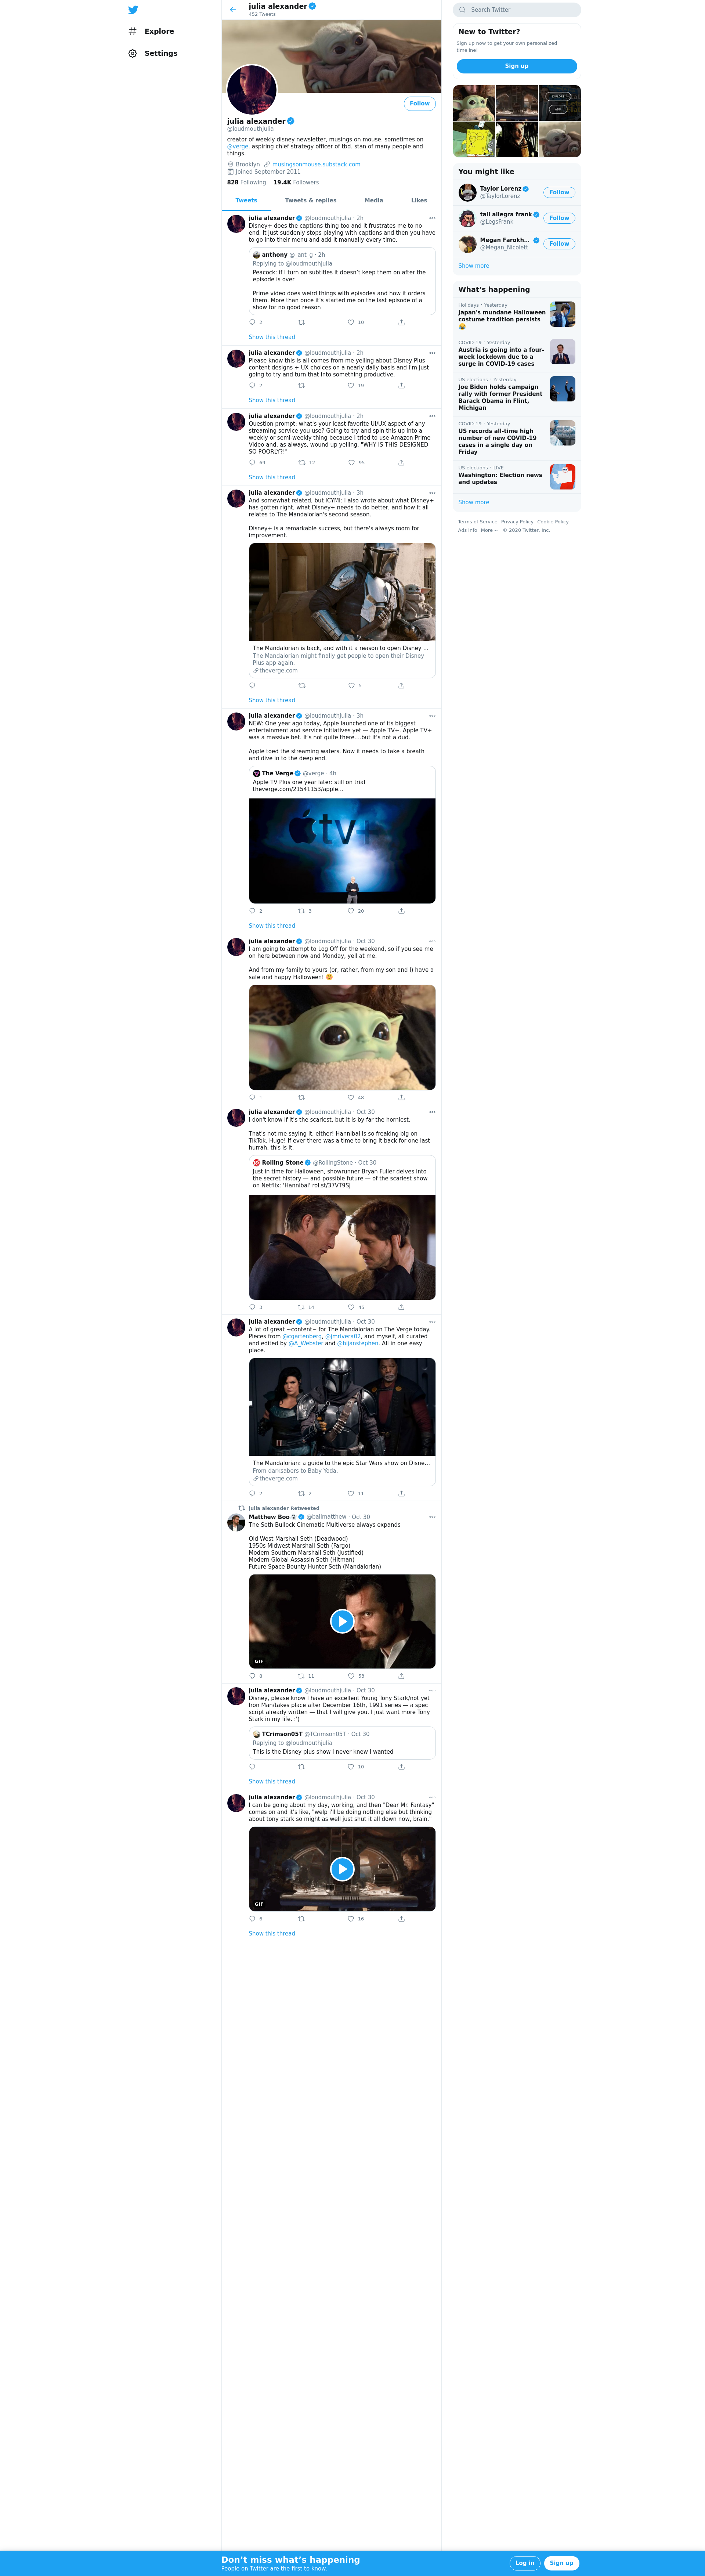 Explore
Settings
julia alexander
452 Tweets
Follow
julia alexander
@loudmouthjulia
creator of weekly disney newsletter, musings on mouse. sometimes on
@verge. aspiring chief strategy officer of tbd. stan of many people and
things.
Brooklyn musingsonmouse.substack.com
Joined September 2011
828 Following 19.4K Followers
Tweets Tweets & replies Media Likes
julia alexander @loudmouthjulia · 2h
Disney+ does the captions thing too and it frustrates me to no
end. It just suddenly stops playing with captions and then you have
to go into their menu and add it manually every time.
anthony @_ant_g · 2h
Replying to @loudmouthjulia
Peacock: if I turn on subtitles it doesn't keep them on after the
episode is over
Prime video does weird things with episodes and how it orders
them. More than once it's started me on the last episode of a
show for no good reason
2 10
Show this thread
julia alexander @loudmouthjulia · 2h
Please know this is all comes from me yelling about Disney Plus
content designs + UX choices on a nearly daily basis and I'm just
going to try and turn that into something productive.
2 19
Show this thread
julia alexander @loudmouthjulia · 2h
Question prompt: what's your least favorite UI/UX aspect of any
streaming service you use? Going to try and spin this up into a
weekly or semi-weekly thing because I tried to use Amazon Prime
Video and, as always, wound up yelling, "WHY IS THIS DESIGNED
SO POORLY?!"
69 12 95
Show this thread
julia alexander @loudmouthjulia · 3h
And somewhat related, but ICYMI: I also wrote about what Disney+
has gotten right, what Disney+ needs to do better, and how it all
relates to The Mandalorian's second season.
Disney+ is a remarkable success, but there's always room for
improvement.
The Mandalorian is back, and with it a reason to open Disney ...
The Mandalorian might finally get people to open their Disney
Plus app again.
theverge.com
5
Show this thread
julia alexander @loudmouthjulia · 3h
NEW: One year ago today, Apple launched one of its biggest
entertainment and service initiatives yet — Apple TV+. Apple TV+
was a massive bet. It's not quite there....but it's not a dud.
Apple toed the streaming waters. Now it needs to take a breath
and dive in to the deep end.
The Verge @verge · 4h
Apple TV Plus one year later: still on trial
theverge.com/21541153/apple...
tv+
2 3 20
Show this thread
julia alexander @loudmouthjulia · Oct 30
I am going to attempt to Log Off for the weekend, so if you see me
on here between now and Monday, yell at me.
And from my family to yours (or, rather, from my son and I) have a
safe and happy Halloween! 🎃
1 48
julia alexander @loudmouthjulia · Oct 30
I don't know if it's the scariest, but it is by far the horniest.
That's not me saying it, either! Hannibal is so freaking big on
TikTok. Huge! If ever there was a time to bring it back for one last
hurrah, this is it.
Rolling Stone @RollingStone · Oct 30
Just in time for Halloween, showrunner Bryan Fuller delves into
the secret history — and possible future — of the scariest show
on Netflix: 'Hannibal' rol.st/37VT9SJ
3 14 45
julia alexander @loudmouthjulia · Oct 30
A lot of great ~content~ for The Mandalorian on The Verge today.
Pieces from @cgartenberg, @jmrivera02, and myself, all curated
and edited by @A_Webster and @bijanstephen. All in one easy
place.
The Mandalorian: a guide to the epic Star Wars show on Disne...
From darksabers to Baby Yoda.
theverge.com
2 2 11
julia alexander Retweeted
Matthew Boo @ballmatthew · Oct 30
The Seth Bullock Cinematic Multiverse always expands
Old West Marshall Seth (Deadwood)
1950s Midwest Marshall Seth (Fargo)
Modern Southern Marshall Seth (Justified)
Modern Global Assassin Seth (Hitman)
Future Space Bounty Hunter Seth (Mandalorian)
GIF
8 11 53
julia alexander @loudmouthjulia · Oct 30
Disney, please know I have an excellent Young Tony Stark/not yet
Iron Man/takes place after December 16th, 1991 series — a spec
script already written — that I will give you. I just want more Tony
Stark in my life. :')
TCrimson05T @TCrimson05T · Oct 30
Replying to @loudmouthjulia
This is the Disney plus show I never knew I wanted
10
Show this thread
julia alexander @loudmouthjulia · Oct 30
I can be going about my day, working, and then "Dear Mr. Fantasy"
comes on and it's like, "welp i'll be doing nothing else but thinking
about tony stark so might as well just shut it all down now, brain."
GIF
6 16
Show this thread
Search Twitter
New to Twitter?
Sign up now to get your own personalized
timeline!
Sign up
You might like
Taylor Lorenz
@TaylorLorenz
Follow
tall allegra frank
@LegsFrank
Follow
Megan Farokh...
@Megan_Nicolett
Follow
Show more
What's happening
Holidays · Yesterday
Japan's mundane Halloween
costume tradition persists
😂
COVID-19 · Yesterday
Austria is going into a four-
week lockdown due to a
surge in COVID-19 cases
US elections · Yesterday
Joe Biden holds campaign
rally with former President
Barack Obama in Flint,
Michigan
COVID-19 · Yesterday
US records all-time high
number of new COVID-19
cases in a single day on
Friday
US elections · LIVE
Washington: Election news
and updates
Show more
Terms of Service Privacy Policy Cookie Policy
Ads info More © 2020 Twitter, Inc.
Don't miss what's happening
People on Twitter are the first to know.
Log in Sign up